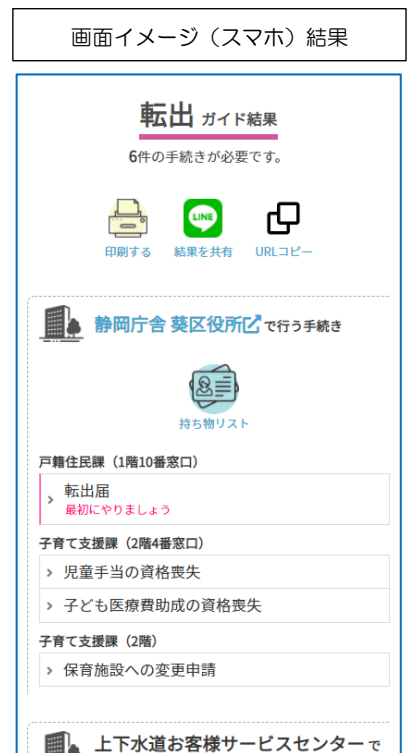 画面イメージ（スマホ）結果
転出 ガイド結果
6件の手続きが必要です。
LINE
印刷する 結果を共有 URLコピー
静岡庁舎 葵区役所 で行う手続き
持ち物リスト
戸籍住民課（1階10番窓口）
転出届
最初にやりましょう
子育て支援課（2階4番窓口）
児童手当の資格喪失
子ども医療費助成の資格喪失
子育て支援課（2階）
保育施設への変更申請
上下水道お客様サービスセンター で